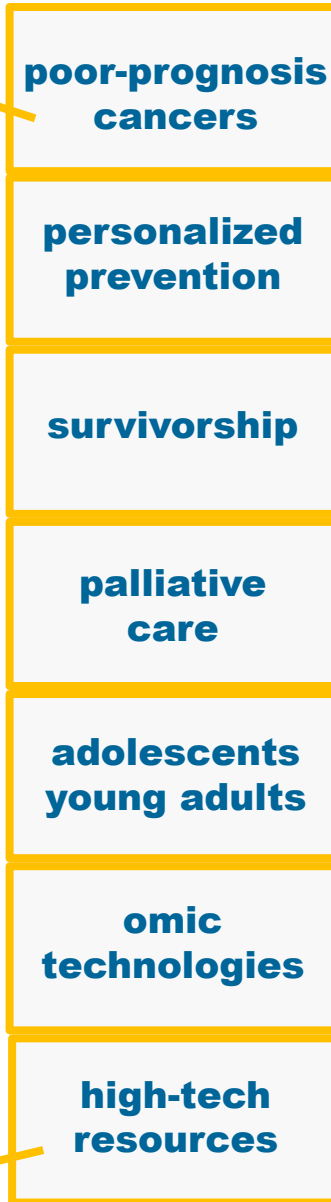 poor-prognosis
cancers
personalized
prevention
survivorship
palliative
care
adolescents
young adults
omic
technologies
high-tech
resources